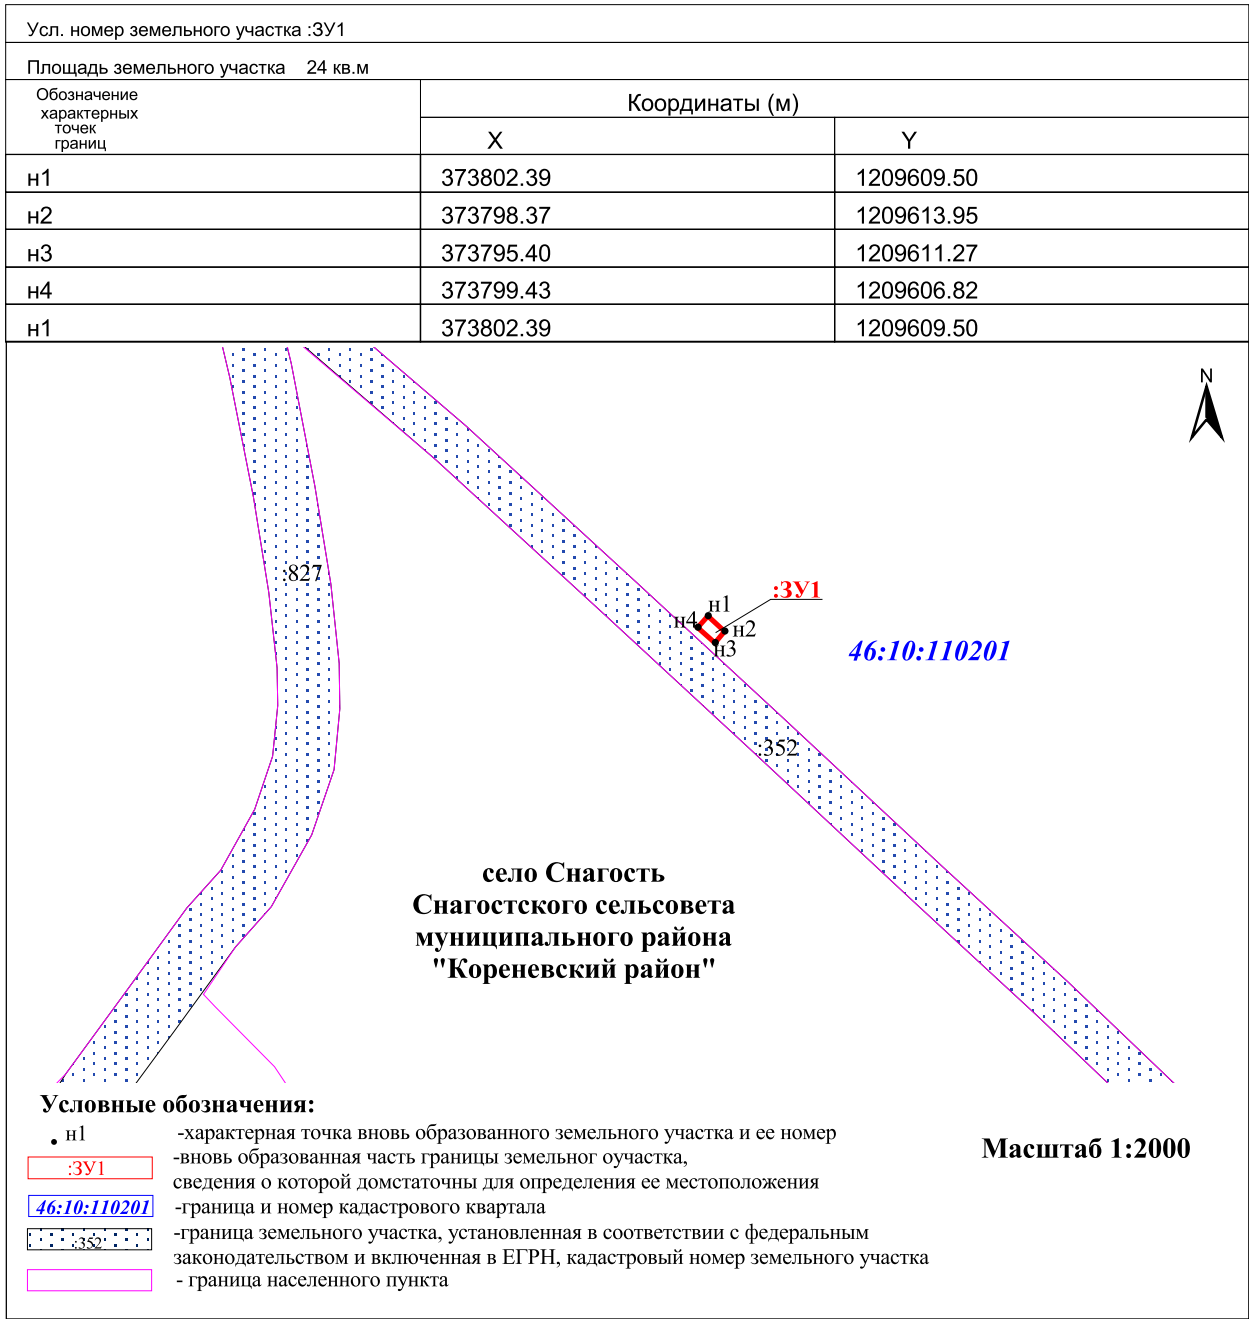 Усл. номер земельного участка :ЗУ1
Площадь земельного участка 24 кв.м
Обозначение
характерных
точек
границ
Координаты (м)
X Y
н1 373802.39 1209609.50
н2 373798.37 1209613.95
н3 373795.40 1209611.27
н4 373799.43 1209606.82
н1 373802.39 1209609.50
N
:827
:ЗУ1
н1
н4
н2
н3
46:10:110201
:352
село Снагость
Снагостского сельсовета
муниципального района
"Кореневский район"
Условные обозначения:
н1 -характерная точка вновь образованного земельного участка и ее номер
:ЗУ1 -вновь образованная часть границы земельног оучастка,
сведения о которой домстаточны для определения ее местоположения
46:10:110201 -граница и номер кадастрового квартала
:352 -граница земельного участка, установленная в соответствии с федеральным
законодательством и включенная в ЕГРН, кадастровый номер земельного участка
- граница населенного пункта
Масштаб 1:2000